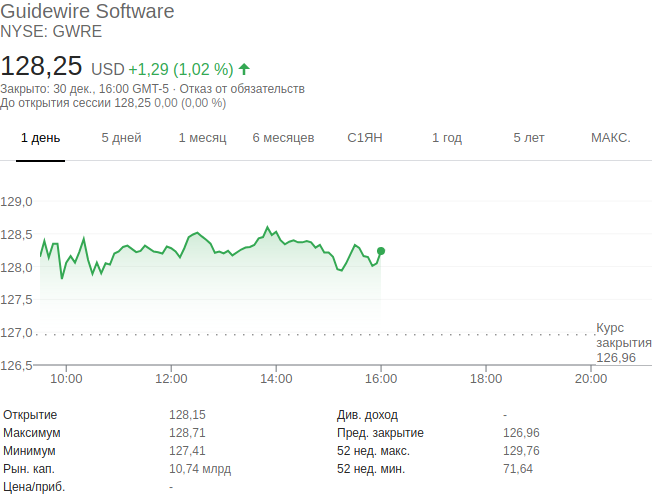 Guidewire Software
NYSE: GWRE
128,25 USD +1,29 (1,02 %)
Закрыто: 30 дек., 16:00 GMT-5 · Отказ от обязательств
До открытия сессии 128,25 0,00 (0,00 %)
1 день 5 дней 1 месяц 6 месяцев С1ЯН 1 год 5 лет МАКС.
129,0
128,5
128,0
127,5
127,0
126,5
Курс
закрытия
126,96
10:00 12:00 14:00 16:00 18:00 20:00
Открытие 128,15 Див. доход -
Максимум 128,71 Пред. закрытие 126,96
Минимум 127,41 52 нед. макс. 129,76
Рын. кап. 10,74 млрд 52 нед. мин. 71,64
Цена/приб. -